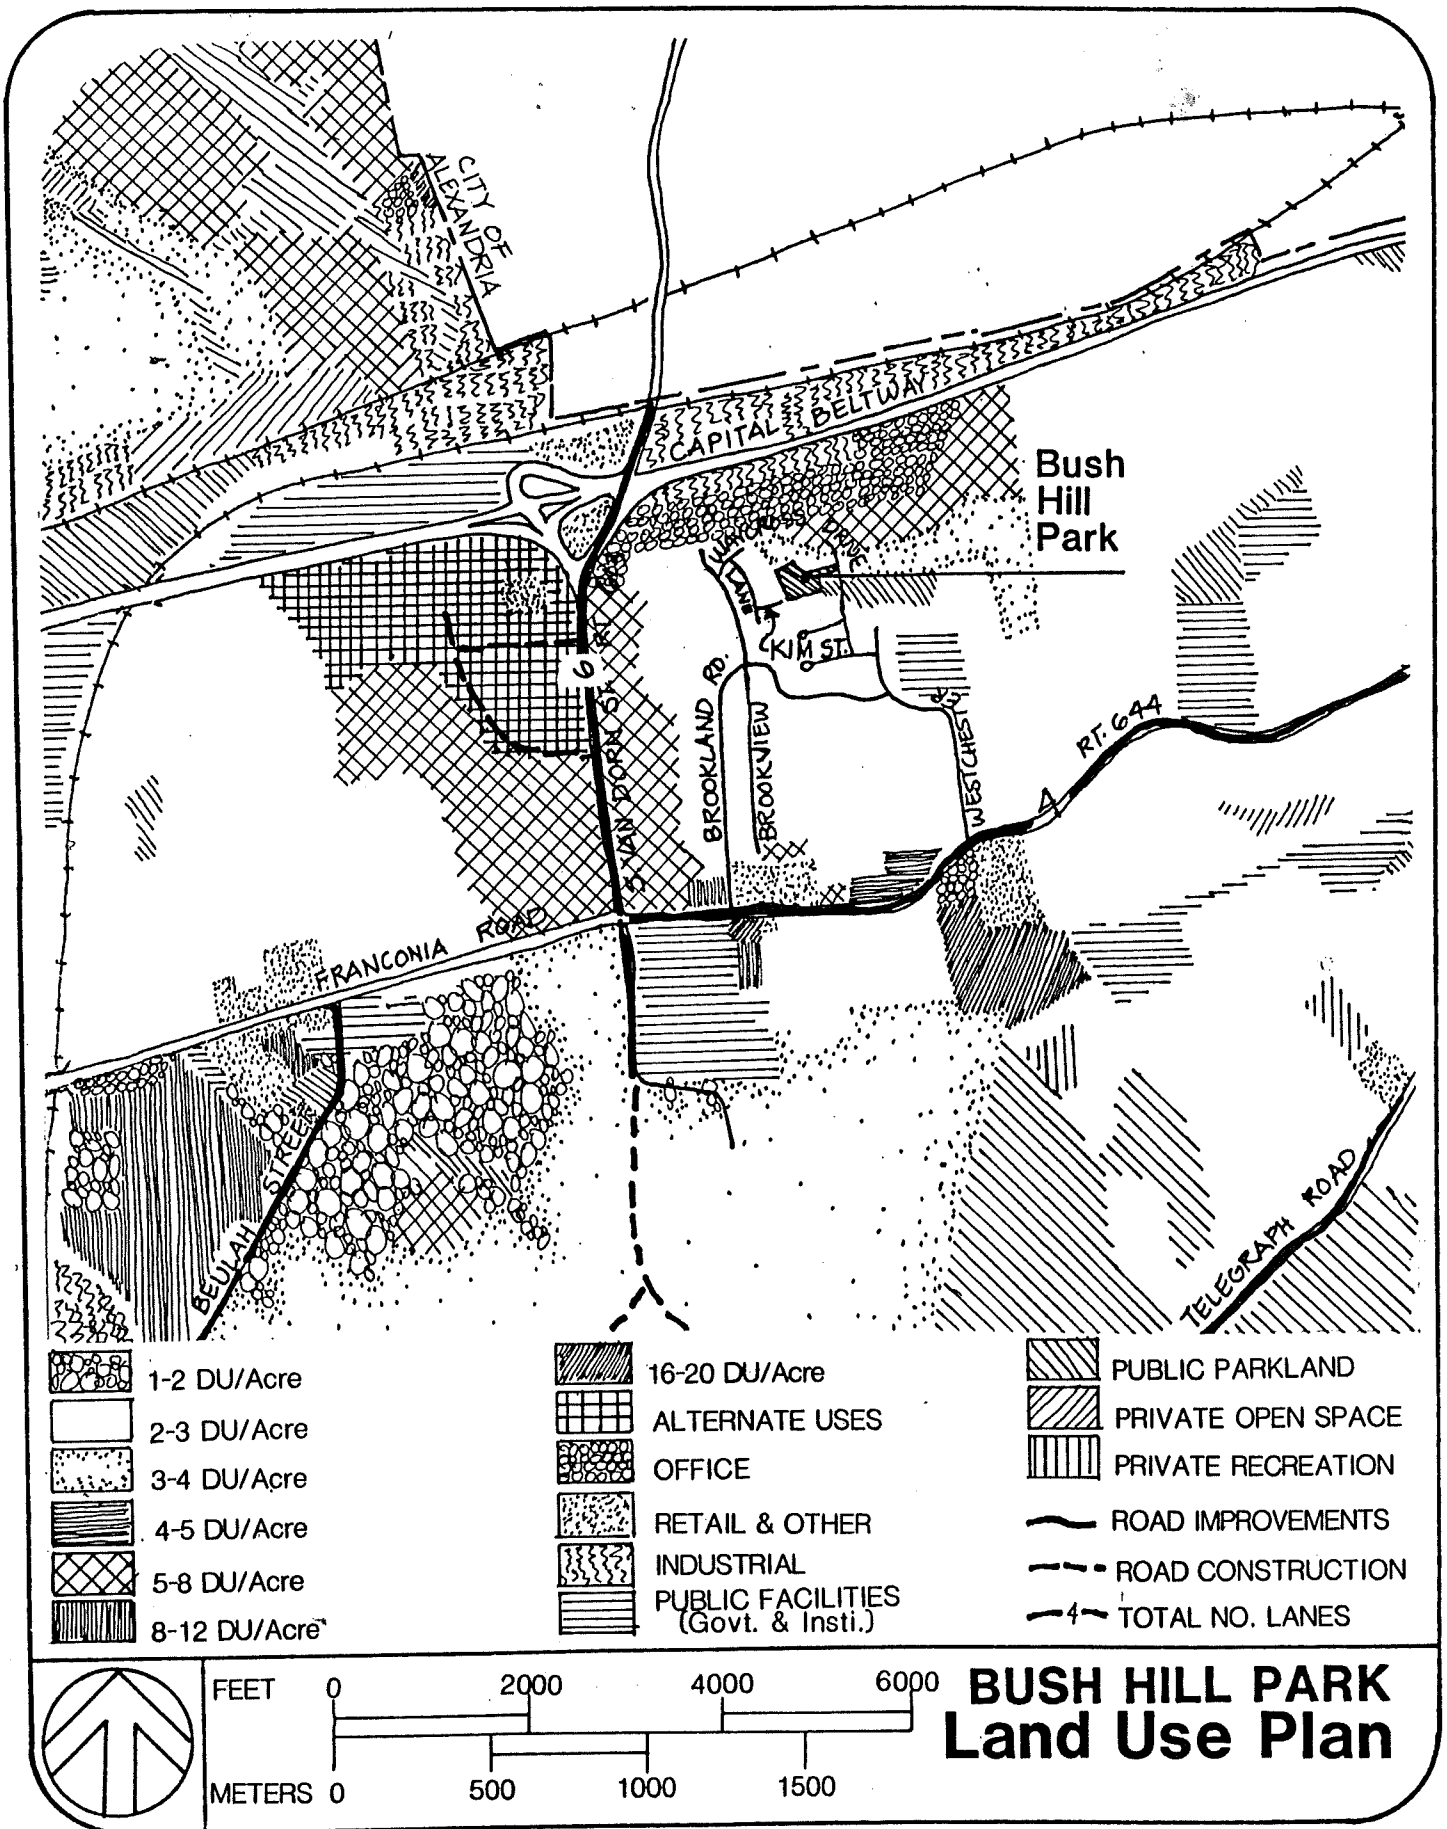 CITY OF
ALEXANDRIA
CAPITAL BELTWAY
Bush
Hill
Park
DRIVE
LANE
KIM ST.
6
S. VAN DORN ST.
BROOKLAND RD.
BROOKVIEW
WESTCHEST
RT. 644
4
FRANCONIA ROAD
BEULAH STREET
TELEGRAPH ROAD
1-2 DU/Acre
2-3 DU/Acre
3-4 DU/Acre
4-5 DU/Acre
5-8 DU/Acre
8-12 DU/Acre
16-20 DU/Acre
ALTERNATE USES
OFFICE
RETAIL & OTHER
INDUSTRIAL
PUBLIC FACILITIES
(Govt. & Insti.)
PUBLIC PARKLAND
PRIVATE OPEN SPACE
PRIVATE RECREATION
ROAD IMPROVEMENTS
ROAD CONSTRUCTION
4 TOTAL NO. LANES
FEET 0 2000 4000 6000
METERS 0 500 1000 1500
BUSH HILL PARK
Land Use Plan